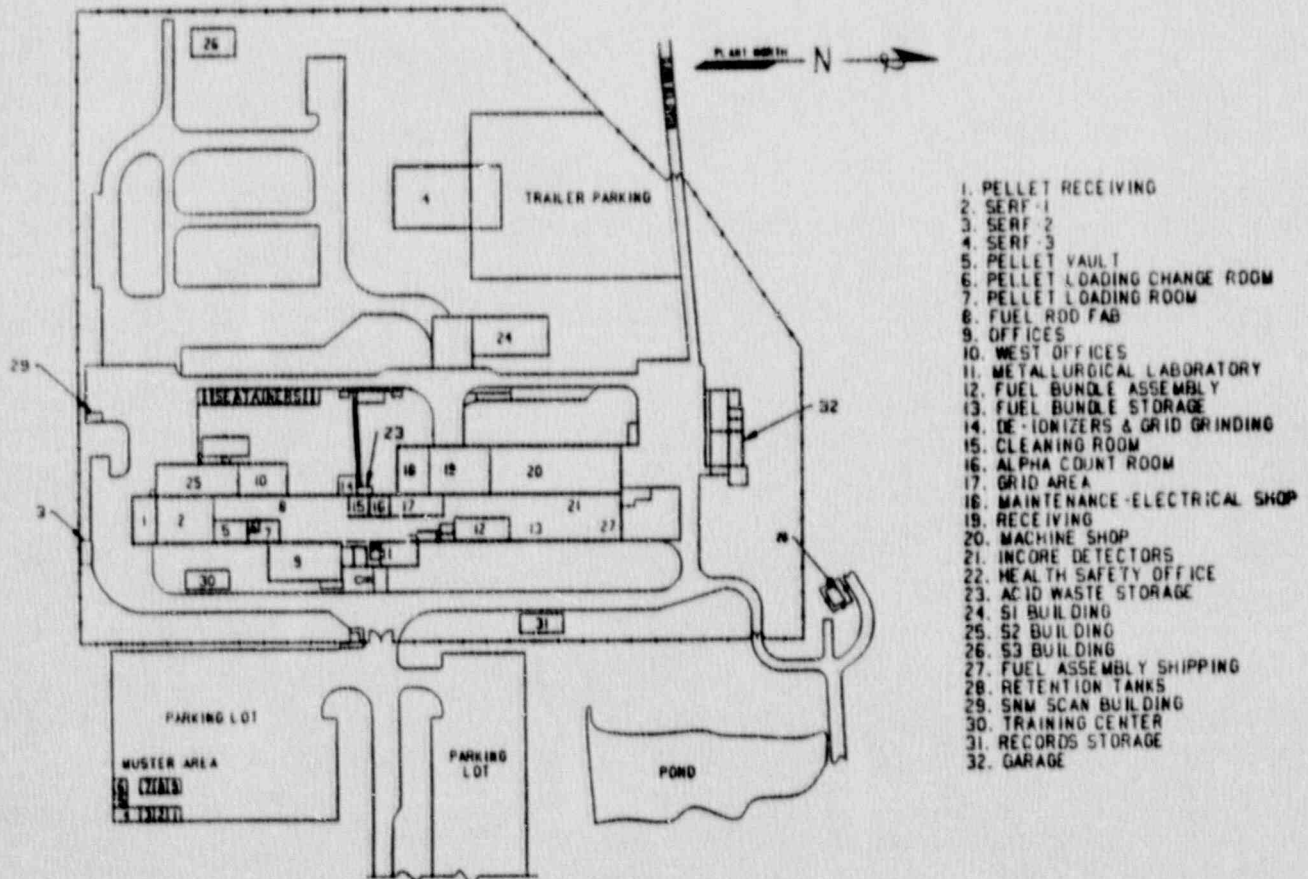 PLANT NORTH
N
26
4
TRAILER PARKING
24
29
SEATAINERS
32
23
25
10
14
18
19
20
8
15
16
17
21
1
2
5
7
12
13
27
3
9
30
31
28
PARKING LOT
MUSTER AREA
PARKING
LOT
POND
1. PELLET RECEIVING
2. SERF-1
3. SERF-2
4. SERF-3
5. PELLET VAULT
6. PELLET LOADING CHANGE ROOM
7. PELLET LOADING ROOM
8. FUEL ROD FAB
9. OFFICES
10. WEST OFFICES
11. METALLURGICAL LABORATORY
12. FUEL BUNDLE ASSEMBLY
13. FUEL BUNDLE STORAGE
14. DE-IONIZERS & GRID GRINDING
15. CLEANING ROOM
16. ALPHA COUNT ROOM
17. GRID AREA
18. MAINTENANCE-ELECTRICAL SHOP
19. RECEIVING
20. MACHINE SHOP
21. INCORE DETECTORS
22. HEALTH SAFETY OFFICE
23. ACID WASTE STORAGE
24. S1 BUILDING
25. S2 BUILDING
26. S3 BUILDING
27. FUEL ASSEMBLY SHIPPING
28. RETENTION TANKS
29. SNM SCAN BUILDING
30. TRAINING CENTER
31. RECORDS STORAGE
32. GARAGE